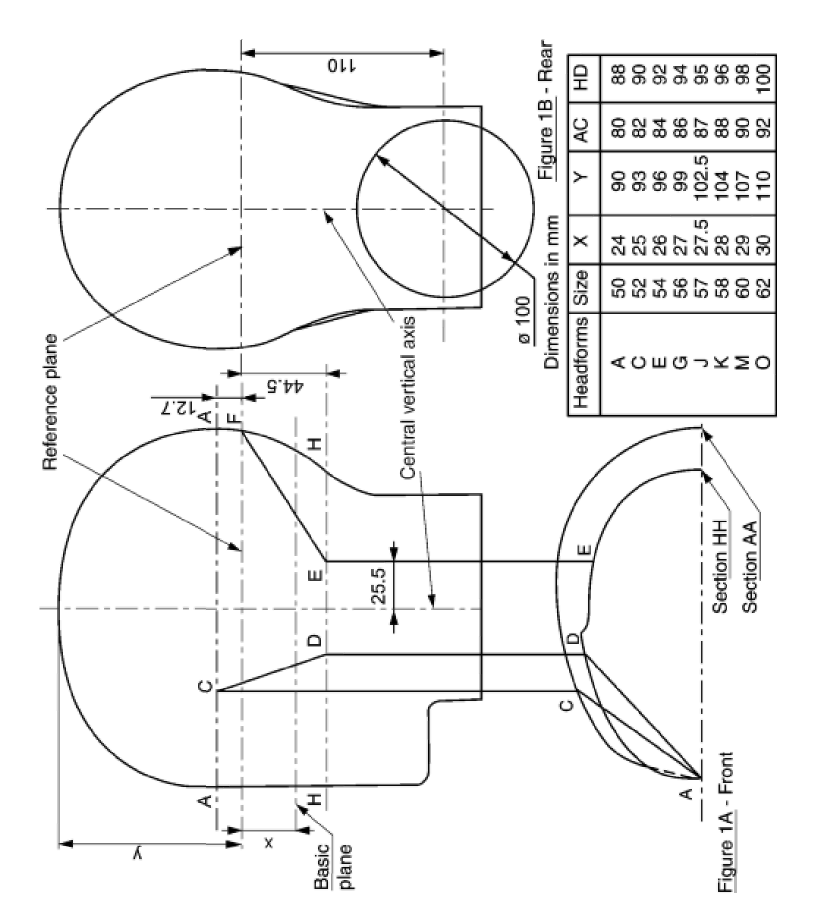 Reference plane
A
F
A
C
H
H
E
D
12.7
44.5
110
y
x
25.5
Central vertical axis
Basic
plane
ø 100
C
D
E
A
Section HH
Section AA
Figure 1A - Front
Figure 1B - Rear
Dimensions in mm
Headforms Size X Y AC HD
A 50 24 90 80 88
C 52 25 93 82 90
E 54 26 96 84 92
G 56 27 99 86 94
J 57 27.5 102.5 87 95
K 58 28 104 88 96
M 60 29 107 90 98
O 62 30 110 92 100